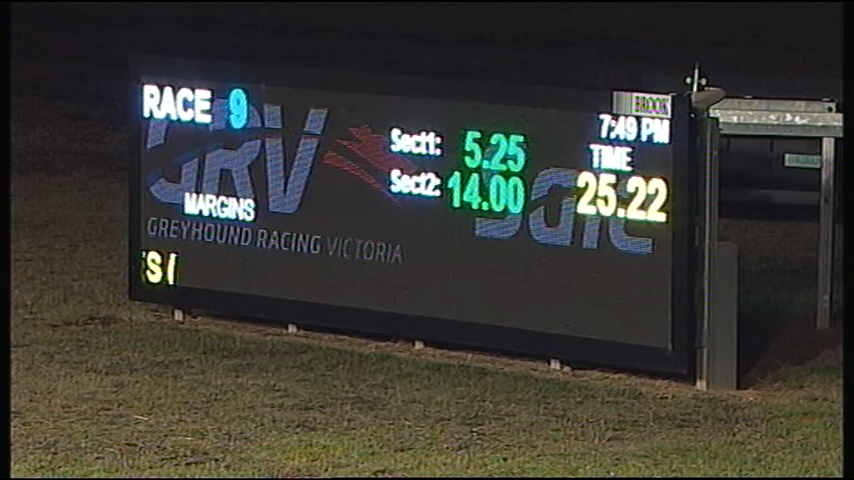 BROOK
RACE 9
7:49 PM
GRV
Sect1: 5.25
TIME
Sect2: 14.00
25.22
MARGINS
GREYHOUND RACING VICTORIA